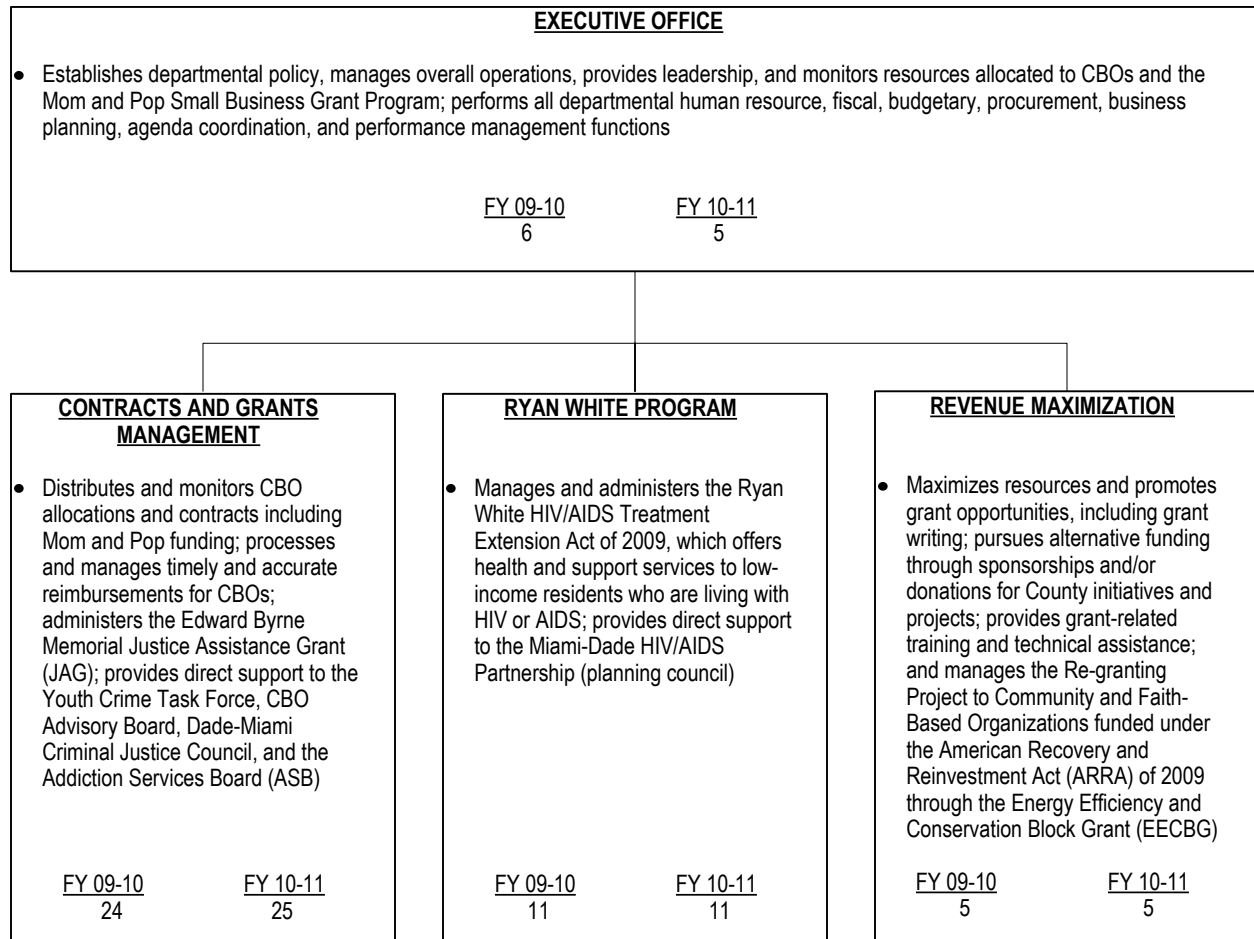 EXECUTIVE OFFICE
• Establishes departmental policy, manages overall operations, provides leadership, and monitors resources allocated to CBOs and the
Mom and Pop Small Business Grant Program; performs all departmental human resource, fiscal, budgetary, procurement, business
planning, agenda coordination, and performance management functions
FY 09-10 FY 10-11
6 5
CONTRACTS AND GRANTS
MANAGEMENT
• Distributes and monitors CBO
allocations and contracts including
Mom and Pop funding; processes
and manages timely and accurate
reimbursements for CBOs;
administers the Edward Byrne
Memorial Justice Assistance Grant
(JAG); provides direct support to the
Youth Crime Task Force, CBO
Advisory Board, Dade-Miami
Criminal Justice Council, and the
Addiction Services Board (ASB)
FY 09-10 FY 10-11
24 25
RYAN WHITE PROGRAM
• Manages and administers the Ryan
White HIV/AIDS Treatment
Extension Act of 2009, which offers
health and support services to low-
income residents who are living with
HIV or AIDS; provides direct support
to the Miami-Dade HIV/AIDS
Partnership (planning council)
FY 09-10 FY 10-11
11 11
REVENUE MAXIMIZATION
• Maximizes resources and promotes
grant opportunities, including grant
writing; pursues alternative funding
through sponsorships and/or
donations for County initiatives and
projects; provides grant-related
training and technical assistance;
and manages the Re-granting
Project to Community and Faith-
Based Organizations funded under
the American Recovery and
Reinvestment Act (ARRA) of 2009
through the Energy Efficiency and
Conservation Block Grant (EECBG)
FY 09-10 FY 10-11
5 5